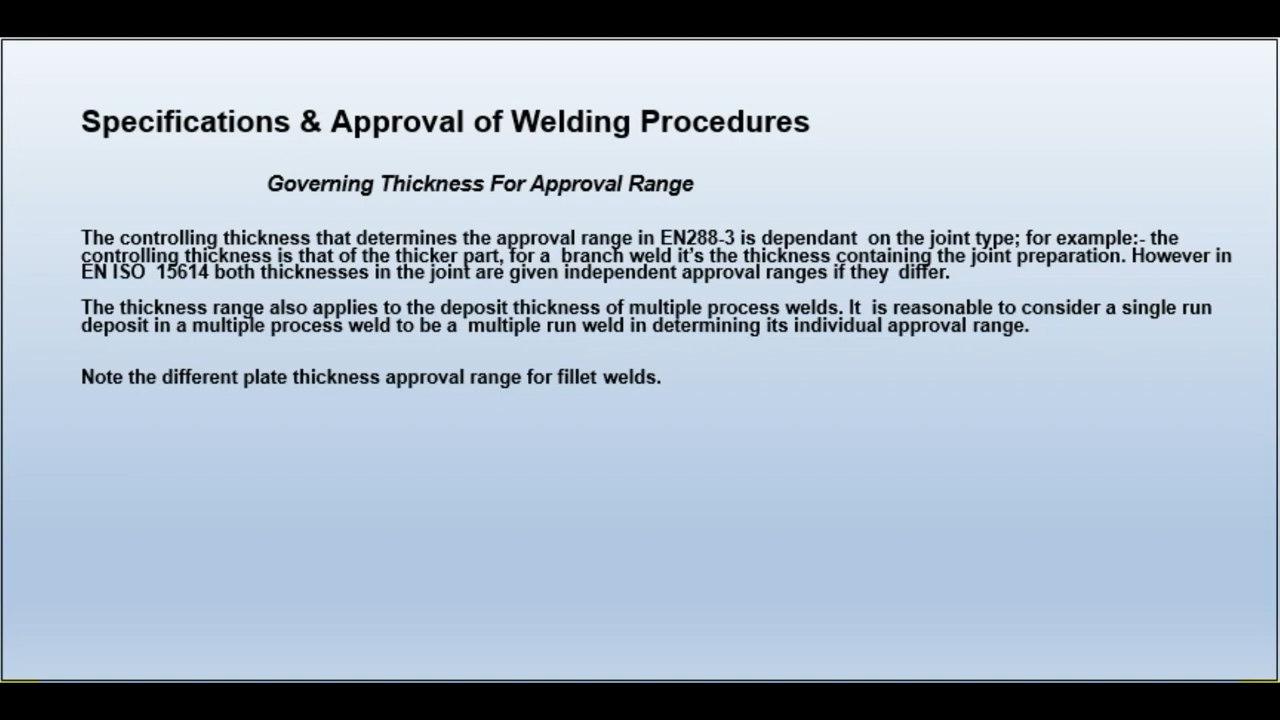 Specifications & Approval of Welding Procedures
Governing Thickness For Approval Range
The controlling thickness that determines the approval range in EN288-3 is dependant on the joint type; for example:- the
controlling thickness is that of the thicker part, for a branch weld it's the thickness containing the joint preparation. However in
EN ISO 15614 both thicknesses in the joint are given independent approval ranges if they differ.
The thickness range also applies to the deposit thickness of multiple process welds. It is reasonable to consider a single run
deposit in a multiple process weld to be a multiple run weld in determining its individual approval range.
Note the different plate thickness approval range for fillet welds.